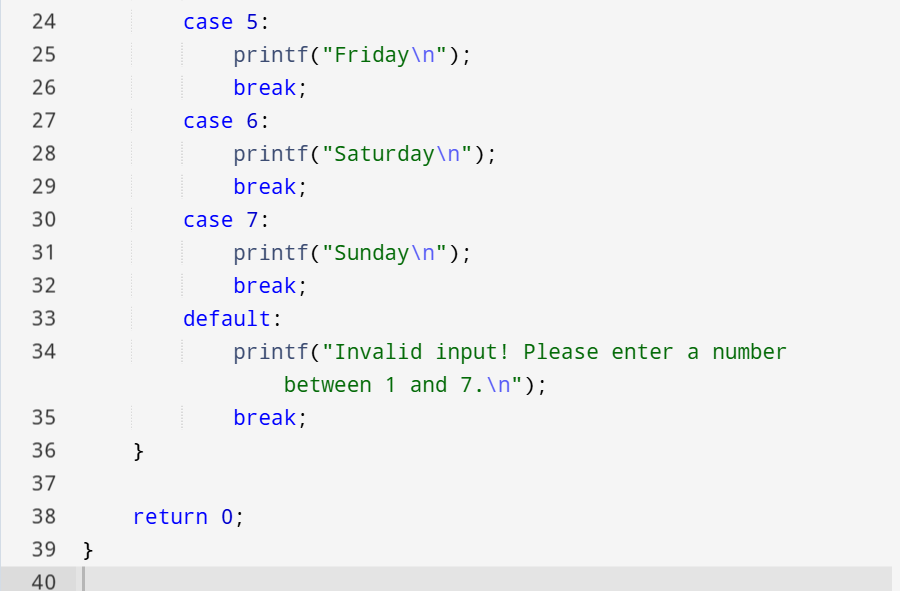 24 case 5:
25 printf("Friday\n");
26 break;
27 case 6:
28 printf("Saturday\n");
29 break;
30 case 7:
31 printf("Sunday\n");
32 break;
33 default:
34 printf("Invalid input! Please enter a number
between 1 and 7.\n");
35 break;
36 }
37
38 return 0;
39 }
40